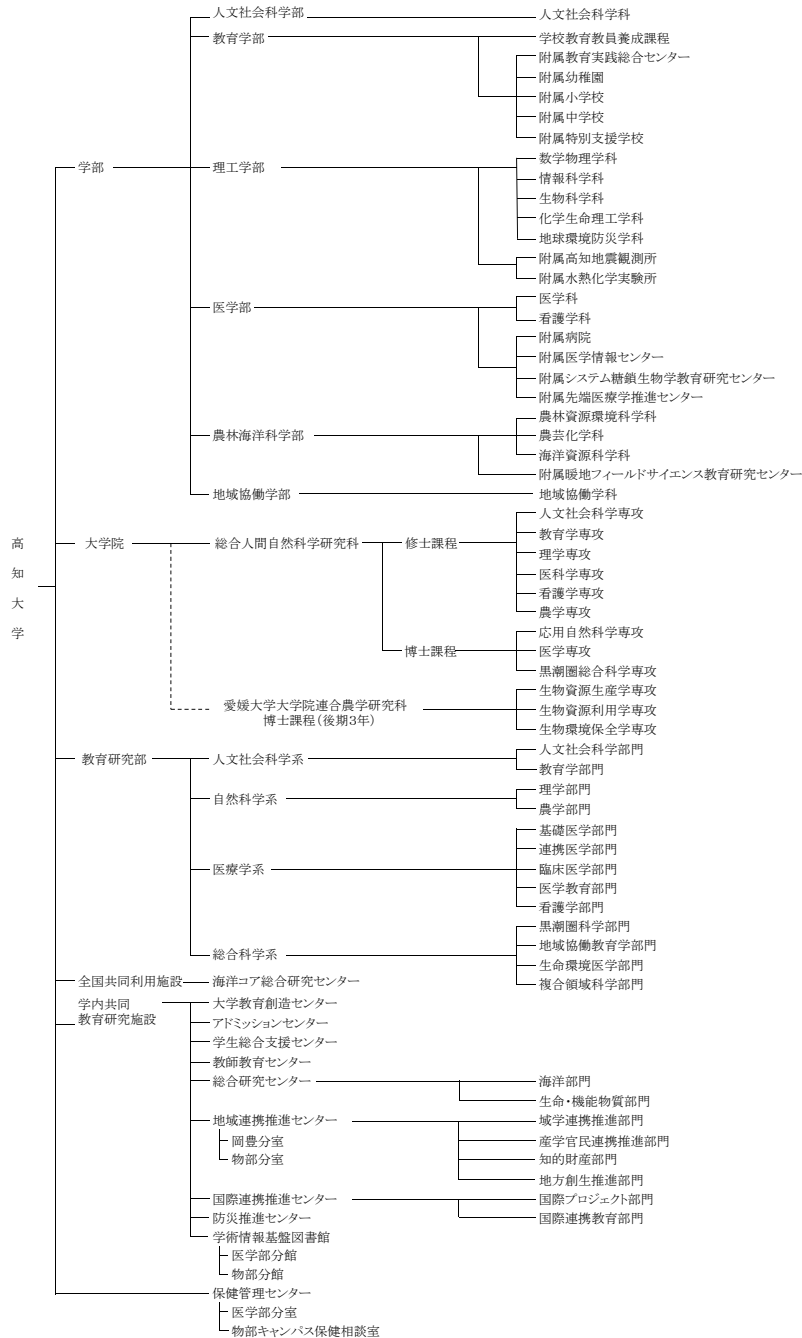 高知大学
学部
人文社会科学部
人文社会科学科
教育学部
学校教育教員養成課程
附属教育実践総合センター
附属幼稚園
附属小学校
附属中学校
附属特別支援学校
理工学部
数学物理学科
情報科学科
生物科学科
化学生命理工学科
地球環境防災学科
附属高知地震観測所
附属水熱化学実験所
医学部
医学科
看護学科
附属病院
附属医学情報センター
附属システム糖鎖生物学教育研究センター
附属先端医療学推進センター
農林海洋科学部
農林資源環境科学科
農芸化学科
海洋資源科学科
附属暖地フィールドサイエンス教育研究センター
地域協働学部
地域協働学科
大学院
総合人間自然科学研究科
修士課程
人文社会科学専攻
教育学専攻
理学専攻
医科学専攻
看護学専攻
農学専攻
博士課程
応用自然科学専攻
医学専攻
黒潮圏総合科学専攻
愛媛大学大学院連合農学研究科
博士課程(後期3年)
生物資源生産学専攻
生物資源利用学専攻
生物環境保全学専攻
教育研究部
人文社会科学系
人文社会科学部門
教育学部門
自然科学系
理学部門
農学部門
医療学系
基礎医学部門
連携医学部門
臨床医学部門
医学教育部門
看護学部門
総合科学系
黒潮圏科学部門
地域協働教育学部門
生命環境医学部門
複合領域科学部門
全国共同利用施設
海洋コア総合研究センター
学内共同
教育研究施設
大学教育創造センター
アドミッションセンター
学生総合支援センター
教師教育センター
総合研究センター
海洋部門
生命・機能物質部門
地域連携推進センター
岡豊分室
物部分室
域学連携推進部門
産学官民連携推進部門
知的財産部門
地方創生推進部門
国際連携推進センター
国際プロジェクト部門
国際連携教育部門
防災推進センター
学術情報基盤図書館
医学部分館
物部分館
保健管理センター
医学部分室
物部キャンパス保健相談室